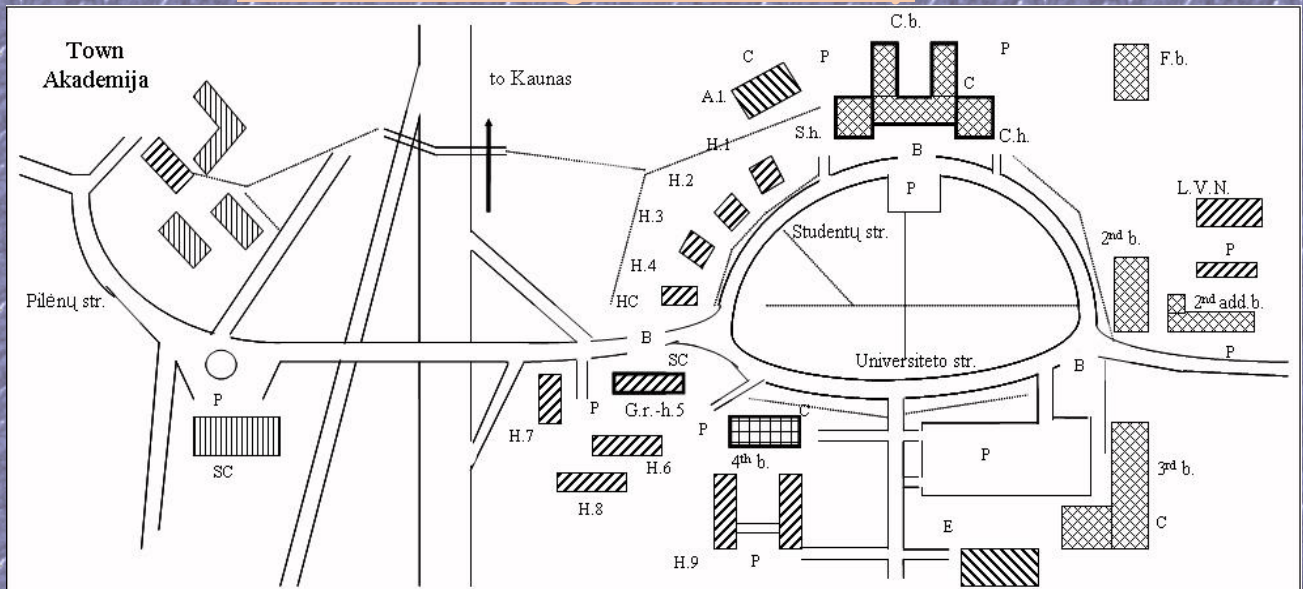 Town
Akademija
to Kaunas
C.b.
C
P
P
F.b.
A.l.
C
S.h.
C.h.
H.1
B
H.2
P
L.V.N.
H.3
Studentų str.
2nd b.
P
H.4
Pilėnų str.
HC
2nd add.b.
B
SC
Universiteto str.
B
P
P
P
G.r.-h.5
C
H.7
P
4th b.
P
3rd b.
SC
H.6
H.8
E
C
H.9
P